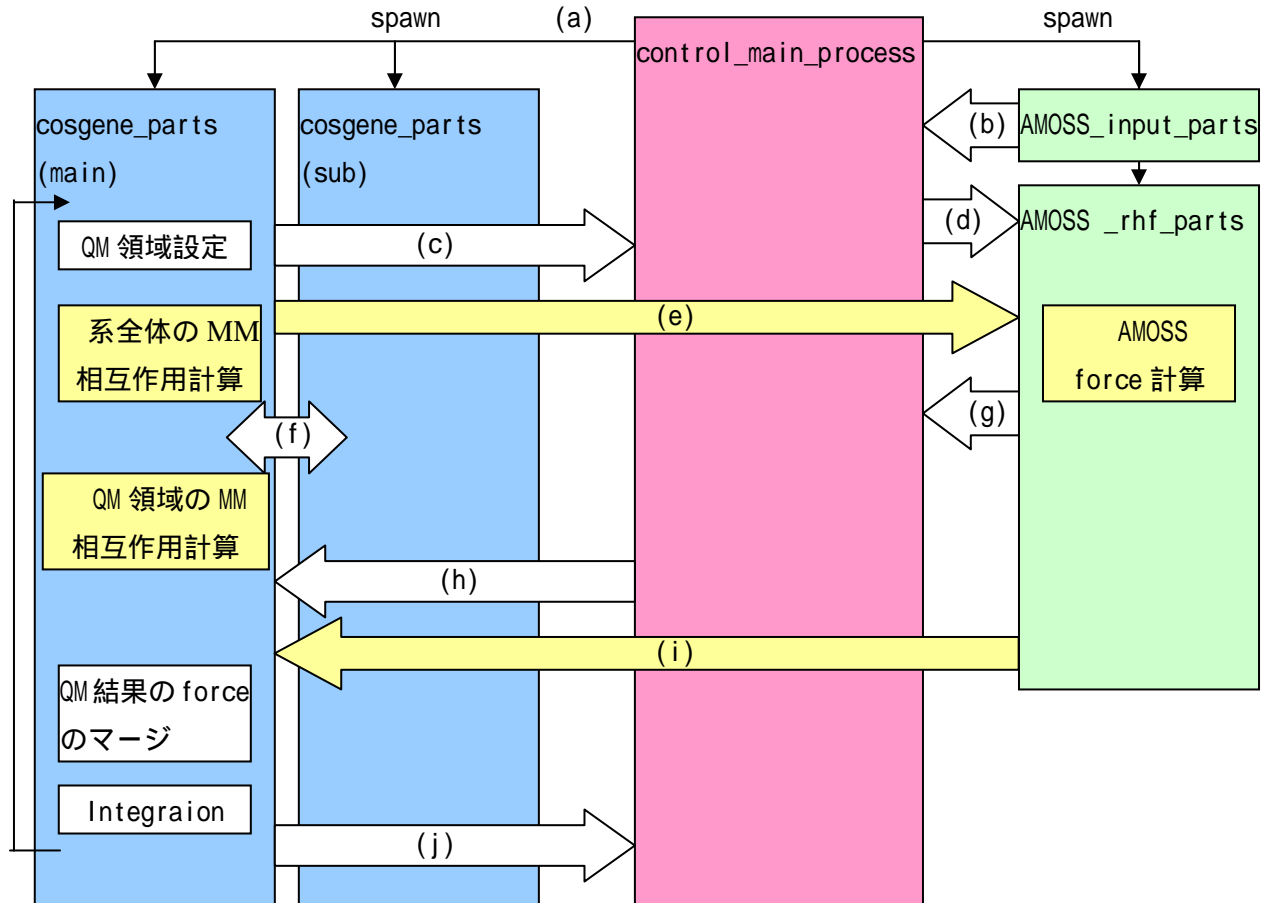 spawn
(a)
spawn
control_main_process
cosgene_parts
(main)
cosgene_parts
(sub)
(b)
AMOSS_input_parts
QM 領域設定
(c)
(d)
AMOSS _rhf_parts
系全体の MM
相互作用計算
(e)
AMOSS
force 計算
(f)
(g)
QM 領域の MM
相互作用計算
(h)
(i)
QM 結果の force
のマージ
Integraion
(j)